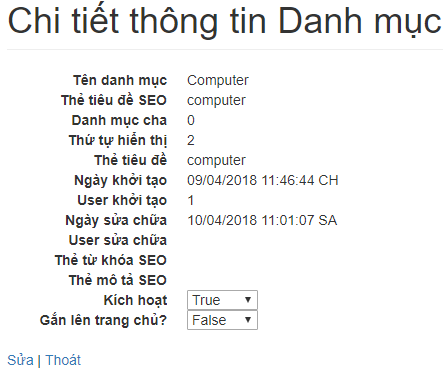 Chi tiết thông tin Danh mục
Tên danh mục Computer
Thẻ tiêu đề SEO computer
Danh mục cha 0
Thứ tự hiển thị 2
Thẻ tiêu đề computer
Ngày khởi tạo 09/04/2018 11:46:44 CH
User khởi tạo 1
Ngày sửa chữa 10/04/2018 11:01:07 SA
User sửa chữa
Thẻ từ khóa SEO
Thẻ mô tả SEO
Kích hoạt True
Gắn lên trang chủ? False
Sửa | Thoát